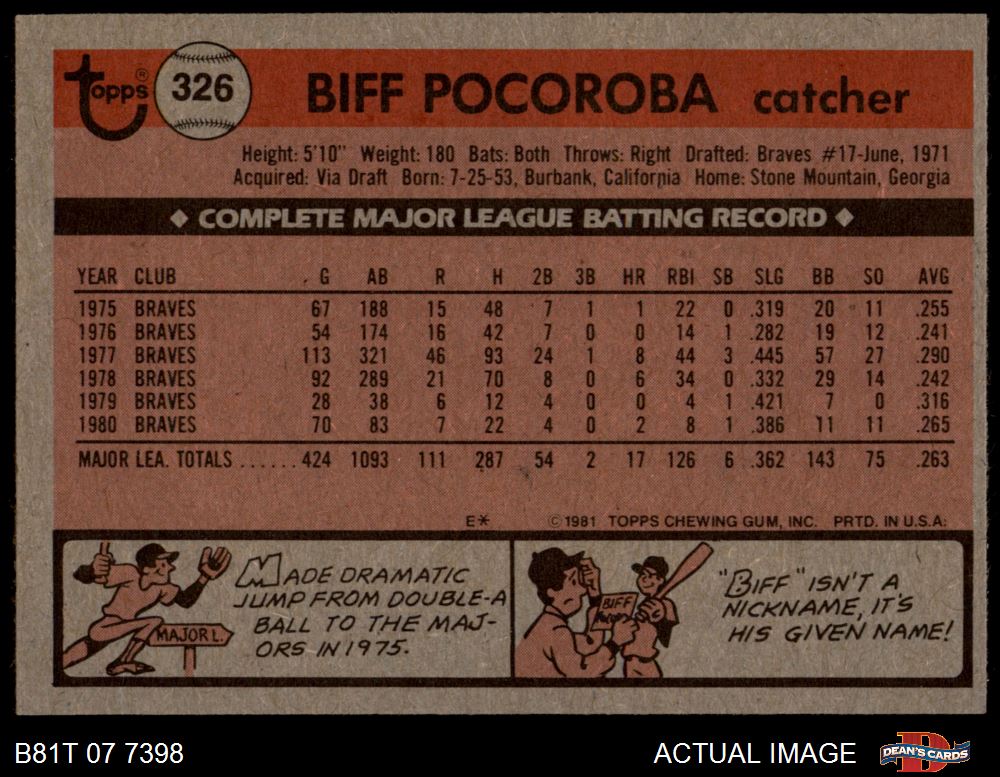 topps® 326 BIFF POCOROBA catcher
Height: 5'10" Weight: 180 Bats: Both Throws: Right Drafted: Braves #17-June, 1971
Acquired: Via Draft Born: 7-25-53, Burbank, California Home: Stone Mountain, Georgia
◆ COMPLETE MAJOR LEAGUE BATTING RECORD ◆
YEAR CLUB G AB R H 2B 3B HR RBI SB SLG BB SO AVG
1975 BRAVES 67 188 15 48 7 1 1 22 0 .319 20 11 .255
1976 BRAVES 54 174 16 42 7 0 0 14 1 .282 19 12 .241
1977 BRAVES 113 321 46 93 24 1 8 44 3 .445 57 27 .290
1978 BRAVES 92 289 21 70 8 0 6 34 0 .332 29 14 .242
1979 BRAVES 28 38 6 12 4 0 0 4 1 .421 7 0 .316
1980 BRAVES 70 83 7 22 4 0 2 8 1 .386 11 11 .265
MAJOR LEA. TOTALS ...... 424 1093 111 287 54 2 17 126 6 .362 143 75 .263
E* © 1981 TOPPS CHEWING GUM, INC. PRTD. IN U.S.A.
MADE DRAMATIC
JUMP FROM DOUBLE-A
BALL TO THE MAJ-
ORS IN 1975.
MAJOR L.
"BIFF" ISN'T A
NICKNAME, IT'S
HIS GIVEN NAME!
BIFF
B81T 07 7398 ACTUAL IMAGE DEAN'S CARDS